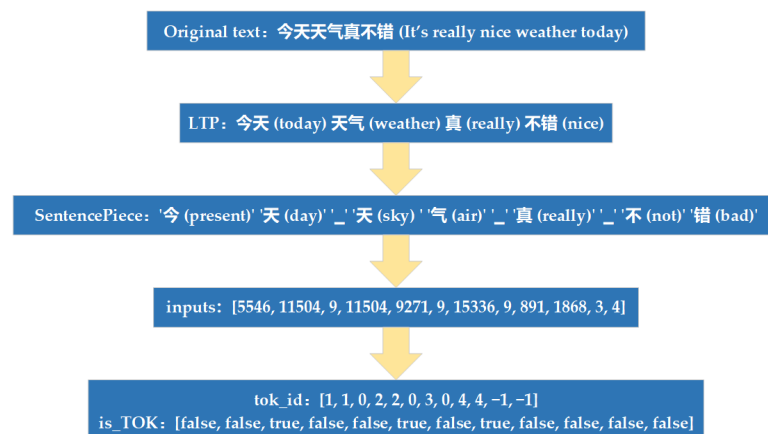 Original text：今天天气真不错 (It’s really nice weather today)
LTP：今天 (today) 天气 (weather) 真 (really) 不错 (nice)
SentencePiece：'今 (present)' '天 (day)' '_' '天 (sky) ' '气 (air)' '_' '真 (really)' '_' '不 (not)' '错 (bad)'
inputs：[5546, 11504, 9, 11504, 9271, 9, 15336, 9, 891, 1868, 3, 4]
tok_id：[1, 1, 0, 2, 2, 0, 3, 0, 4, 4, −1, −1]
is_TOK：[false, false, true, false, false, true, false, true, false, false, false, false]